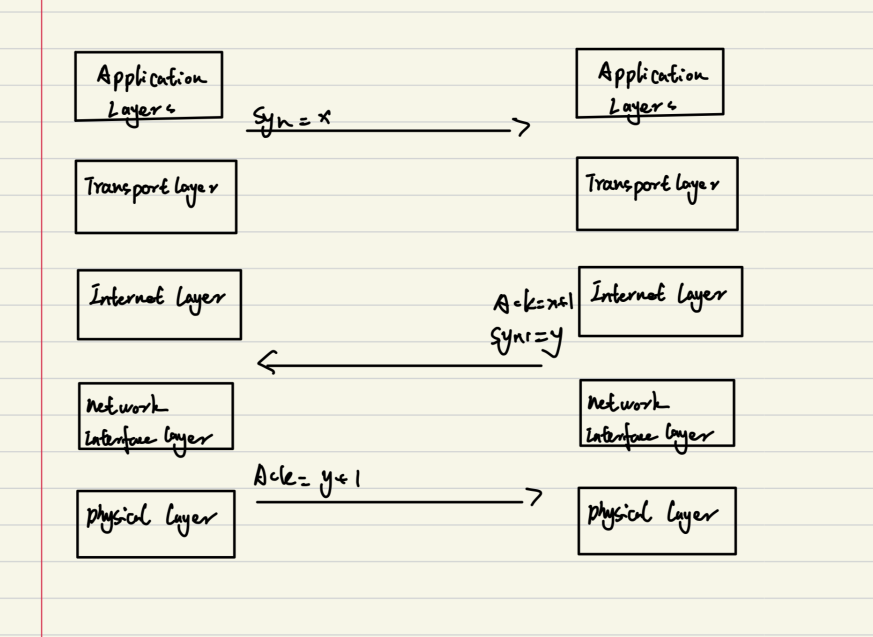 Application
Layers
Application
Layers
Syn = x
Transport Layer
Transport Layer
Internet Layer
Internet Layer
Ack=x+1
Syn=y
Network
Interface Layer
Network
Interface Layer
Ack= y+1
physical Layer
physical Layer